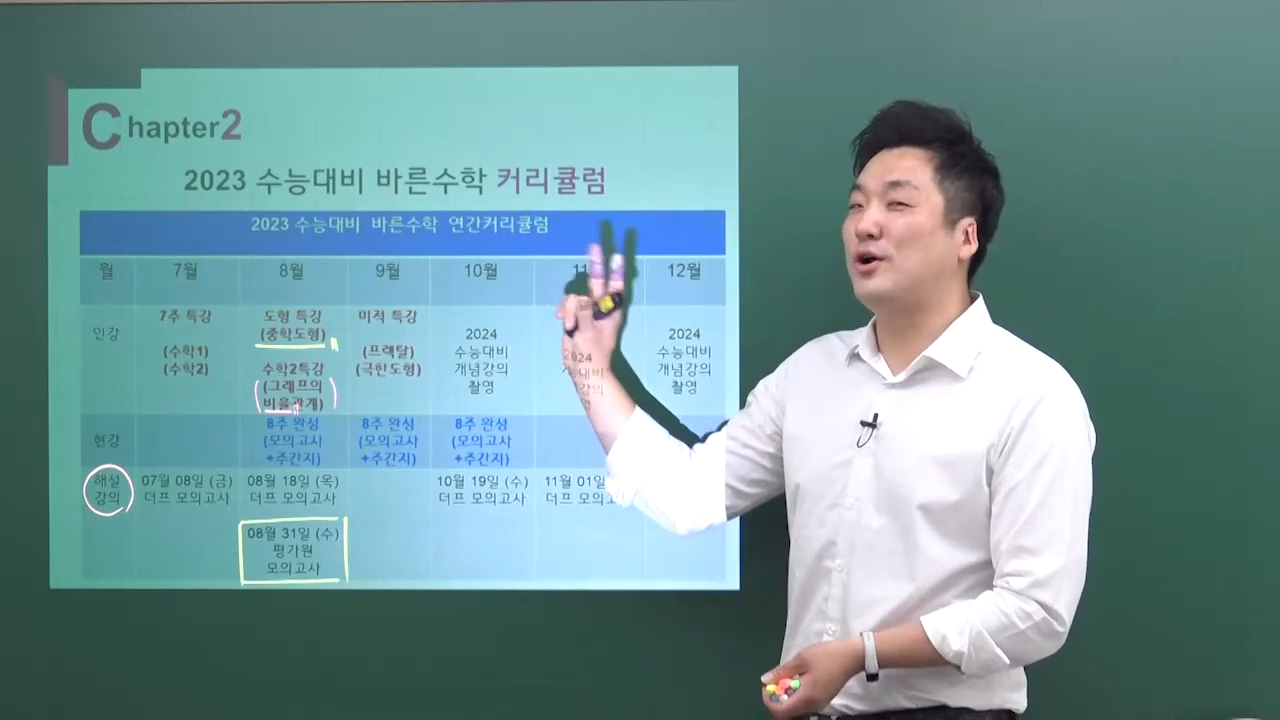 Chapter2
2023 수능대비 바른수학 커리큘럼
2023 수능대비 바른수학 연간커리큘럼
월 7월 8월 9월 10월 11 12월
인강
7주 특강
(수학1)
(수학2)
도형 특강
(중학도형)
수학2특강
(그래프의
비율관계)
미적 특강
(프랙탈)
(극한도형)
2024
수능대비
개념강의
촬영
2024
수능대비
개념강의
촬영
현강
8주 완성
(모의고사
+주간지)
8주 완성
(모의고사
+주간지)
8주 완성
(모의고사
+주간지)
해설
강의
07월 08일 (금)
더프 모의고사
08월 18일 (목)
더프 모의고사
08월 31일 (수)
평가원
모의고사
10월 19일 (수)
더프 모의고사
11월 01일
더프 모의고사